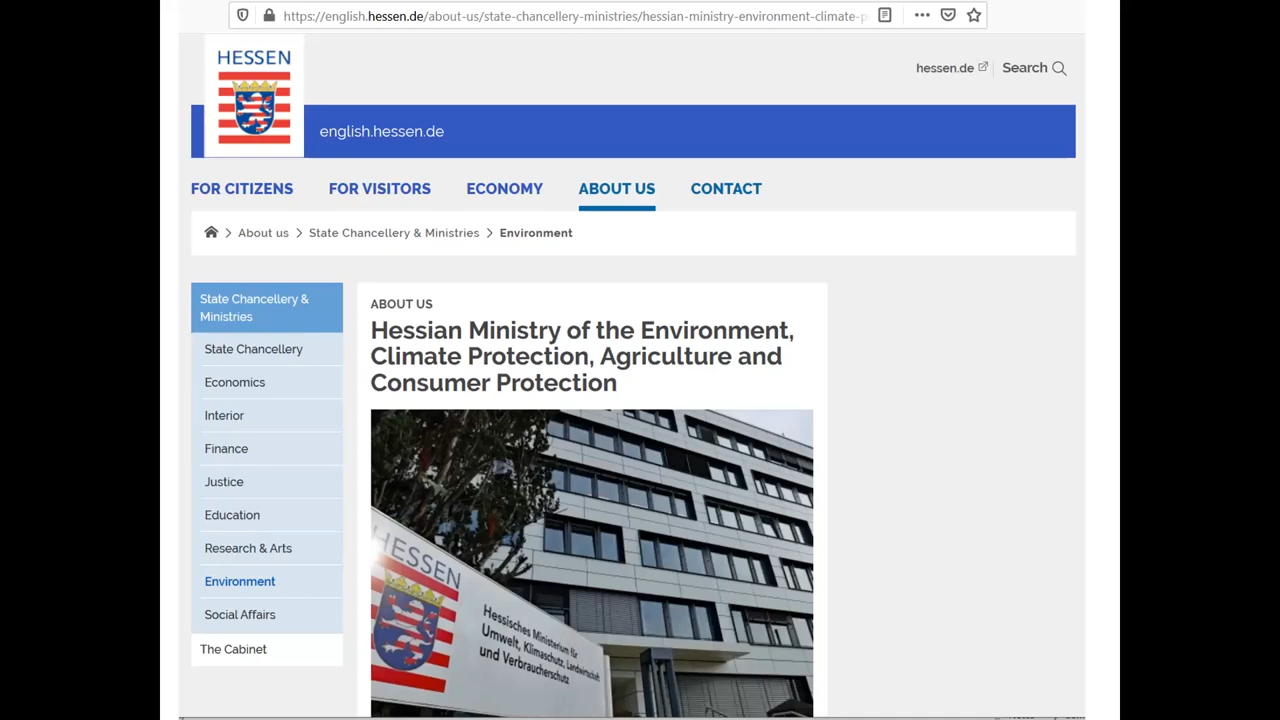 https://english.hessen.de/about-us/state-chancellery-ministries/hessian-ministry-environment-climate-p
HESSEN
hessen.de
Search
english.hessen.de
FOR CITIZENS
FOR VISITORS
ECONOMY
ABOUT US
CONTACT
About us
State Chancellery & Ministries
Environment
State Chancellery &
Ministries
State Chancellery
Economics
Interior
Finance
Justice
Education
Research & Arts
Environment
Social Affairs
The Cabinet
ABOUT US
Hessian Ministry of the Environment,
Climate Protection, Agriculture and
Consumer Protection
HESSEN
Hessisches Ministerium für
Umwelt, Klimaschutz, Landwirtschaft
und Verbraucherschutz